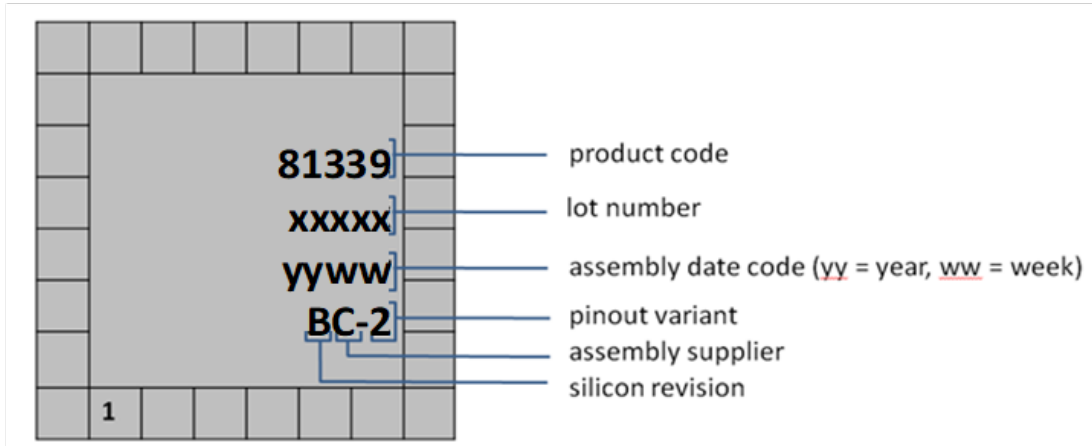 81339
product code
xxxxx
lot number
yyww
assembly date code (yy = year, ww = week)
BC-2
pinout variant
assembly supplier
silicon revision
1